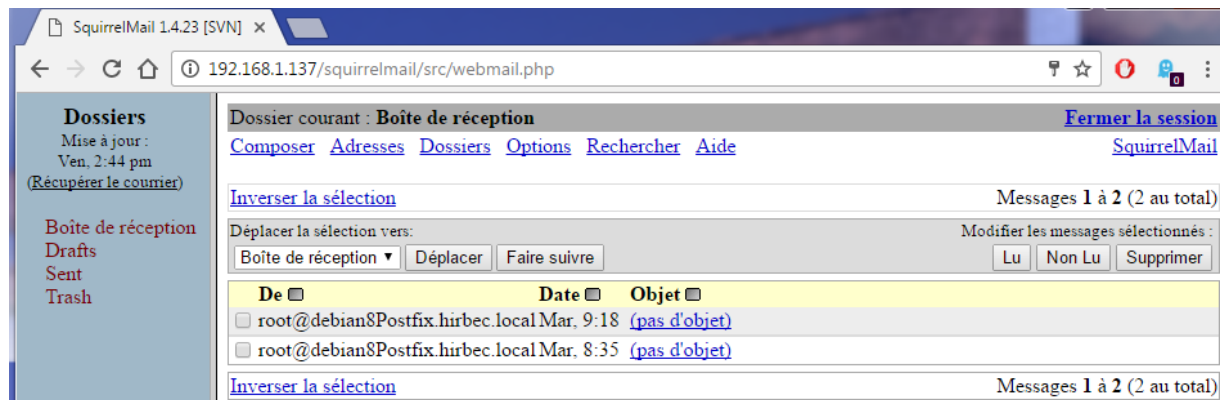 SquirrelMail 1.4.23 [SVN]
192.168.1.137/squirrelmail/src/webmail.php
0
Dossiers
Mise à jour :
Ven, 2:44 pm
(Récupérer le courrier)
Boîte de réception
Drafts
Sent
Trash
Dossier courant : Boîte de réception Fermer la session
Composer Adresses Dossiers Options Rechercher Aide SquirrelMail
Inverser la sélection Messages 1 à 2 (2 au total)
Déplacer la sélection vers: Modifier les messages sélectionnés :
Boîte de réception Déplacer Faire suivre Lu Non Lu Supprimer
De Date Objet
root@debian8Postfix.hirbec.local Mar, 9:18 (pas d'objet)
root@debian8Postfix.hirbec.local Mar, 8:35 (pas d'objet)
Inverser la sélection Messages 1 à 2 (2 au total)